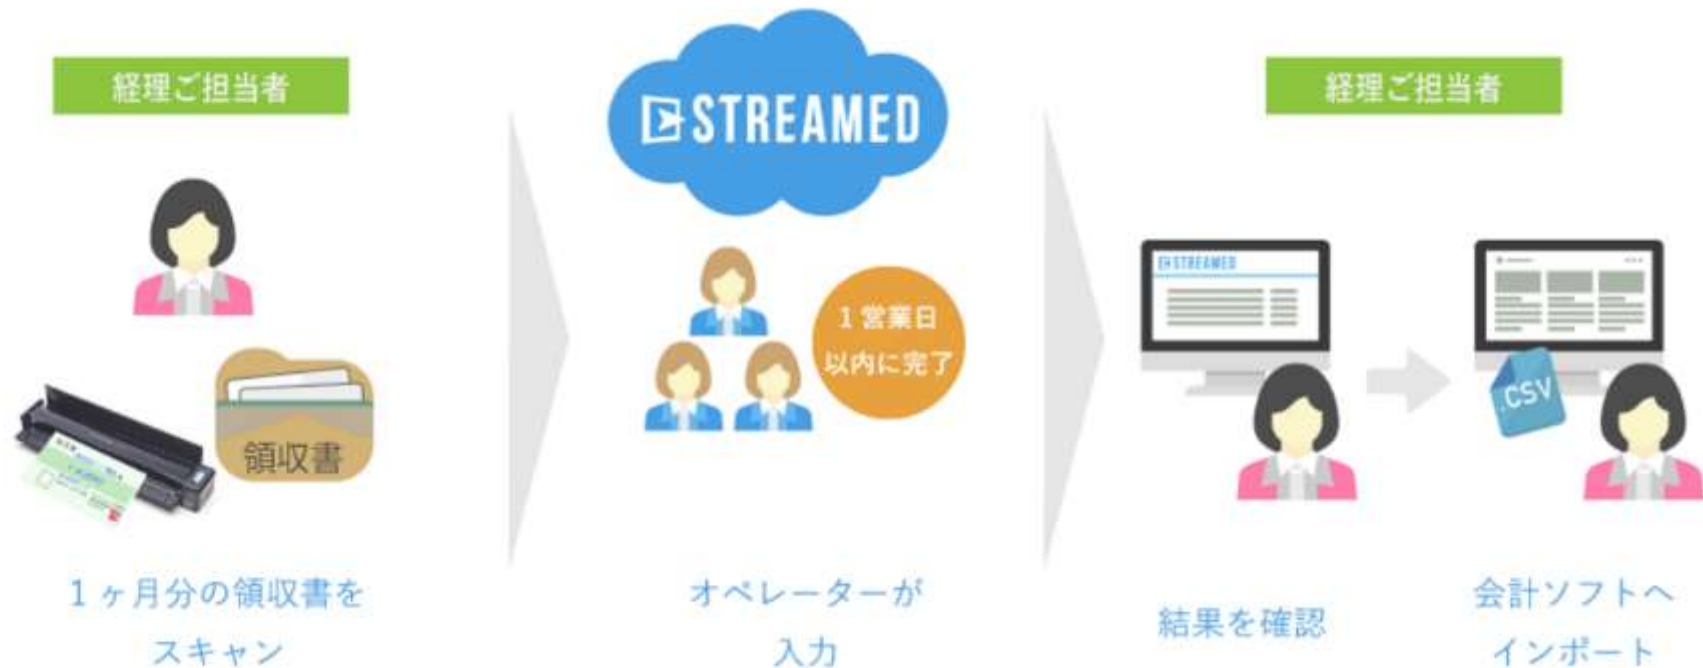 経理ご担当者
領収書
1ヶ月分の領収書を
スキャン
STREAMED
1営業日
以内に完了
オペレーターが
入力
経理ご担当者
STREAMED
結果を確認
.CSV
会計ソフトへ
インポート